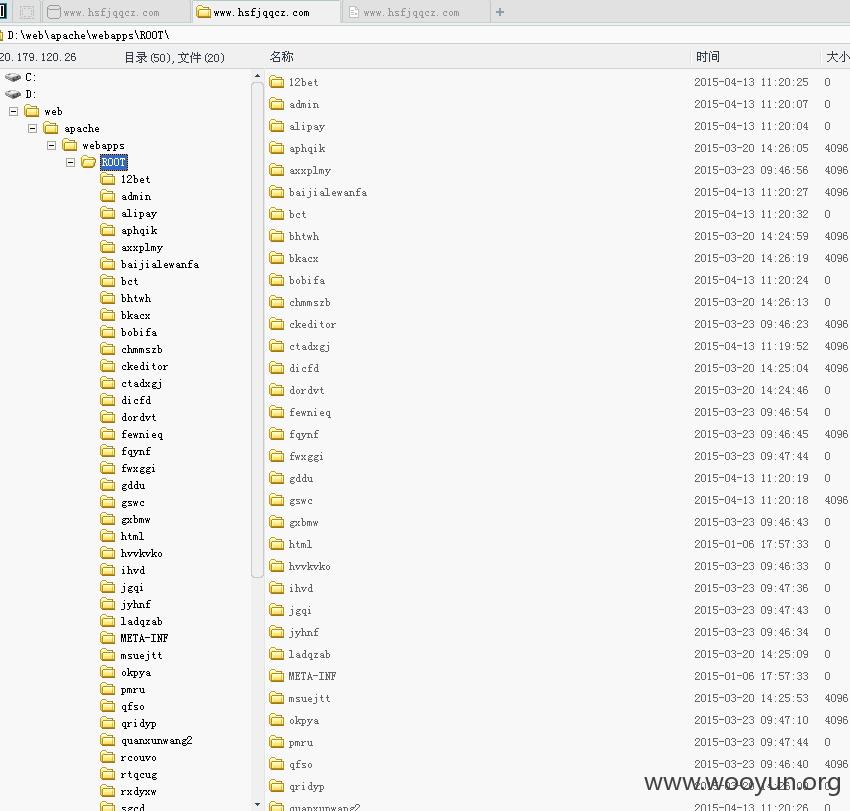 www.hsfjqqcz.com
www.hsfjqqcz.com
www.hsfjqqcz.com
D:\web\apache\webapps\ROOT\
20.179.120.26
目录(50),文件(20)
名称
时间
大小
C:
D:
web
apache
webapps
ROOT
12bet
admin
alipay
aphqik
axxplmy
baijialewanfa
bct
bhtwh
bkacx
bobifa
chmmszb
ckeditor
ctadxgj
dicfd
dordvt
fewnieq
fqynf
fwxggi
gddu
gswc
gxbmw
html
hvvkvko
ihvd
jgqi
jyhnf
ladqzab
META-INF
msuejtt
okpya
pmru
qfso
qridyp
quanxunwang2
rcouvo
rtqcug
rxdyxw
sgcd
12bet 2015-04-13 11:20:25 0
admin 2015-04-13 11:20:07 0
alipay 2015-04-13 11:20:04 0
aphqik 2015-03-20 14:26:05 4096
axxplmy 2015-03-23 09:46:56 4096
baijialewanfa 2015-04-13 11:20:27 4096
bct 2015-04-13 11:20:32 0
bhtwh 2015-03-20 14:24:59 4096
bkacx 2015-03-20 14:26:19 4096
bobifa 2015-04-13 11:20:24 0
chmmszb 2015-03-20 14:26:13 0
ckeditor 2015-03-23 09:46:23 4096
ctadxgj 2015-04-13 11:19:52 4096
dicfd 2015-03-20 14:25:04 4096
dordvt 2015-03-20 14:24:46 0
fewnieq 2015-03-23 09:46:54 0
fqynf 2015-03-23 09:46:45 4096
fwxggi 2015-03-23 09:47:44 0
gddu 2015-04-13 11:20:19 0
gswc 2015-04-13 11:20:18 4096
gxbmw 2015-03-23 09:46:43 0
html 2015-01-06 17:57:33 0
hvvkvko 2015-03-23 09:46:33 0
ihvd 2015-03-23 09:47:36 0
jgqi 2015-03-23 09:47:43 0
jyhnf 2015-03-23 09:46:34 0
ladqzab 2015-03-20 14:25:09 0
META-INF 2015-01-06 17:57:33 0
msuejtt 2015-03-20 14:25:53 4096
okpya 2015-03-23 09:47:10 4096
pmru 2015-03-23 09:47:44 0
qfso 2015-03-23 09:46:40 4096
qridyp
www.wooyun.org
quanxunwang2 2015-04-13 11:20:26 0